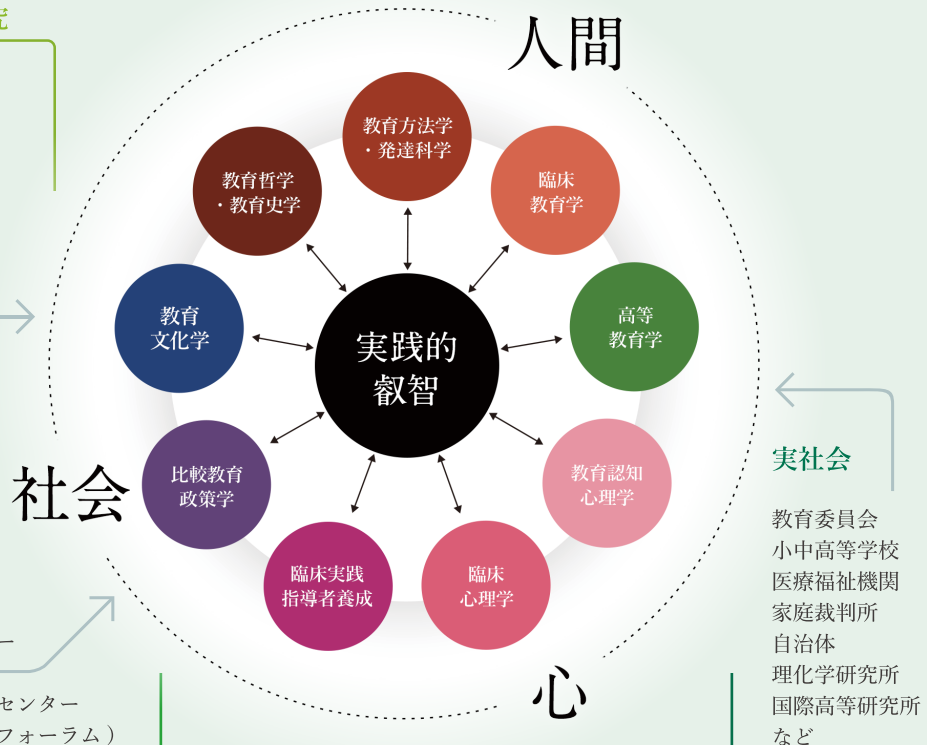 人間
教育方法学
・発達科学
臨床
教育学
高等
教育学
教育認知
心理学
臨床
心理学
臨床実践
指導者養成
比較教育
政策学
教育
文化学
教育哲学
・教育史学
実践的
叡智
社会
心
実社会
教育委員会
小中高等学校
医療福祉機関
家庭裁判所
自治体
理化学研究所
国際高等研究所
など
センター
フォーラム )